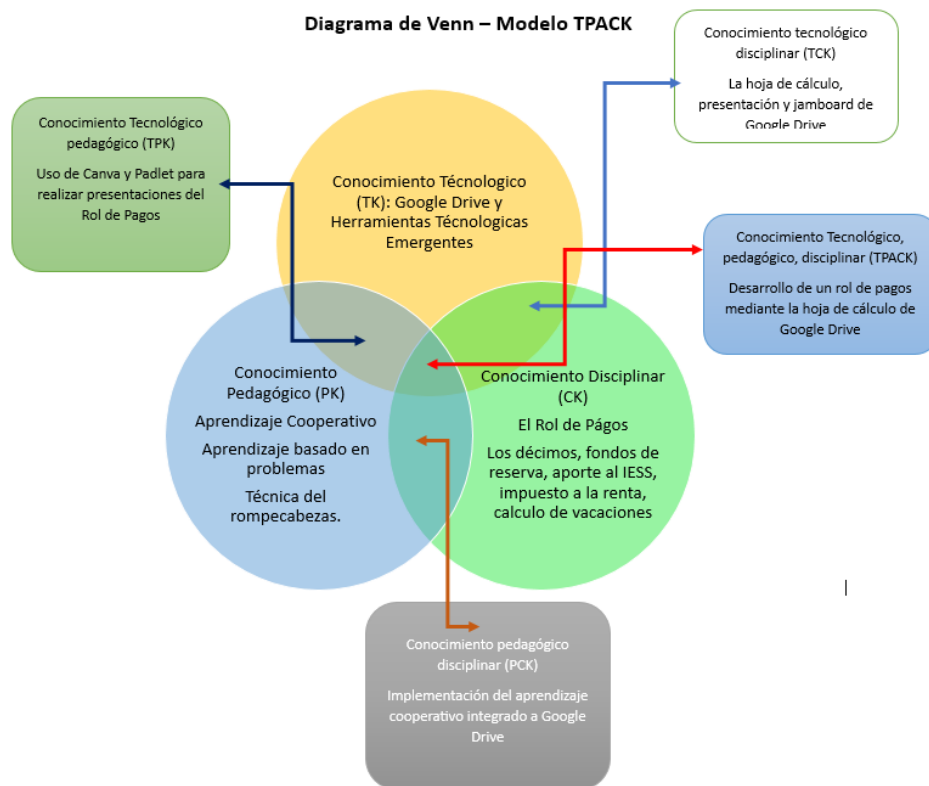 Diagrama de Venn – Modelo TPACK
Conocimiento tecnológico
disciplinar (TCK)
La hoja de cálculo,
presentación y jamboard de
Google Drive
Conocimiento Tecnológico
pedagógico (TPK)
Uso de Canva y Padlet para
realizar presentaciones del
Rol de Pagos
Conocimiento Técnologico
(TK): Google Drive y
Herramientas Técnologicas
Emergentes
Conocimiento Tecnológico,
pedagógico, disciplinar (TPACK)
Desarrollo de un rol de pagos
mediante la hoja de cálculo de
Google Drive
Conocimiento
Pedagógico (PK)
Aprendizaje Cooperativo
Aprendizaje basado en
problemas
Técnica del
rompecabezas.
Conocimiento Disciplinar
(CK)
El Rol de Págos
Los décimos, fondos de
reserva, aporte al IESS,
impuesto a la renta,
calculo de vacaciones
Conocimiento pedagógico
disciplinar (PCK)
Implementación del aprendizaje
cooperativo integrado a Google
Drive